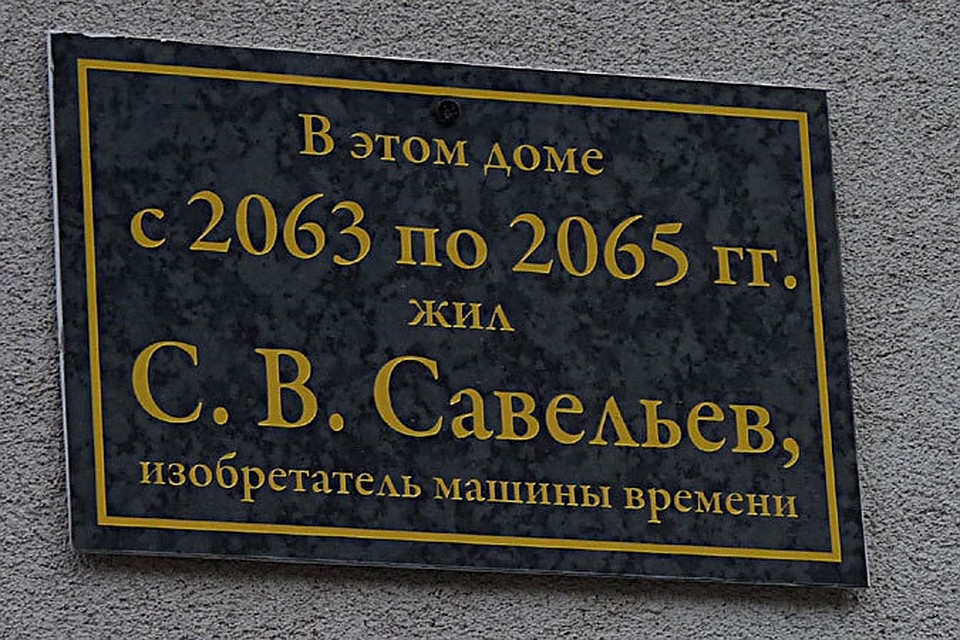 В этом доме
с 2063 по 2065 гг.
жил
С. В. Савельев,
изобретатель машины времени